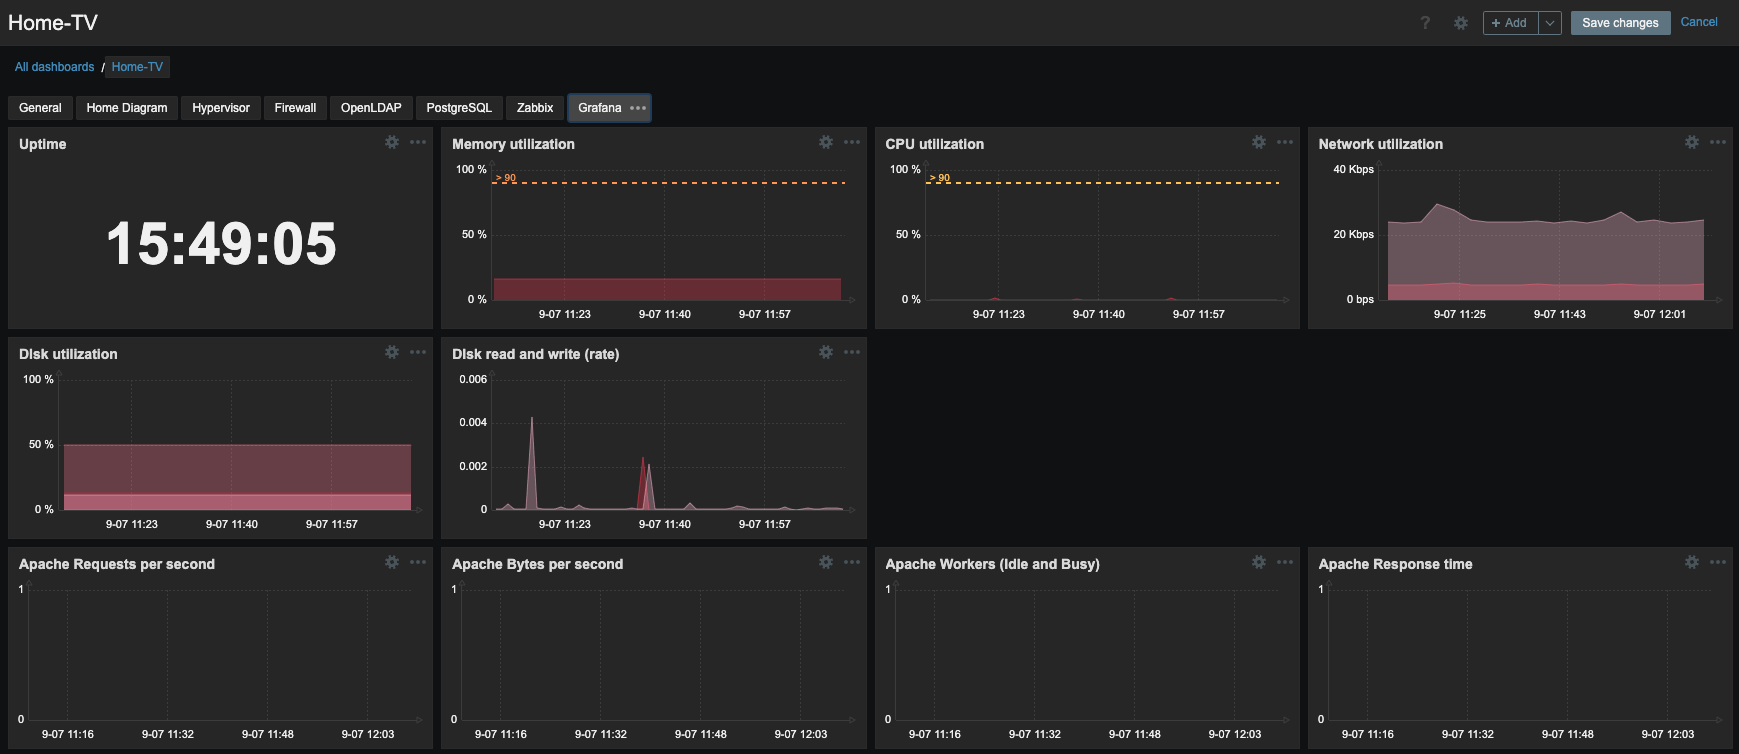 Home-TV
? + Add Save changes Cancel
All dashboards / Home-TV
General Home Diagram Hypervisor Firewall OpenLDAP PostgreSQL Zabbix Grafana
Uptime
15:49:05
Memory utilization
100 %
> 90
50 %
0 %
9-07 11:23 9-07 11:40 9-07 11:57
CPU utilization
100 %
> 90
50 %
0 %
9-07 11:23 9-07 11:40 9-07 11:57
Network utilization
40 Kbps
20 Kbps
0 bps
9-07 11:25 9-07 11:43 9-07 12:01
Disk utilization
100 %
50 %
0 %
9-07 11:23 9-07 11:40 9-07 11:57
Disk read and write (rate)
0.006
0.004
0.002
0
9-07 11:23 9-07 11:40 9-07 11:57
Apache Requests per second
1
0
9-07 11:16 9-07 11:32 9-07 11:48 9-07 12:03
Apache Bytes per second
1
0
9-07 11:16 9-07 11:32 9-07 11:48 9-07 12:03
Apache Workers (Idle and Busy)
1
0
9-07 11:16 9-07 11:32 9-07 11:48 9-07 12:03
Apache Response time
1
0
9-07 11:16 9-07 11:32 9-07 11:48 9-07 12:03